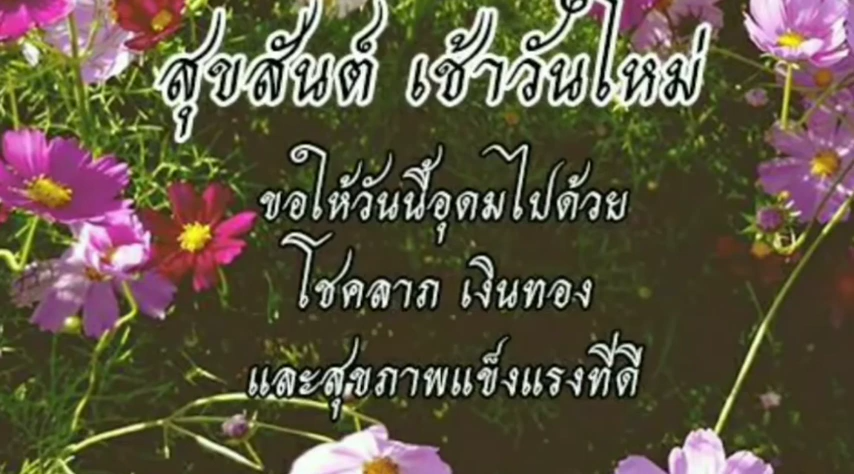 สุขสันต์ เช้าวันใหม่
ขอให้วันนี้อุดมไปด้วย
โชคลาภ เงินทอง
และสุขภาพแข็งแรงที่ดี